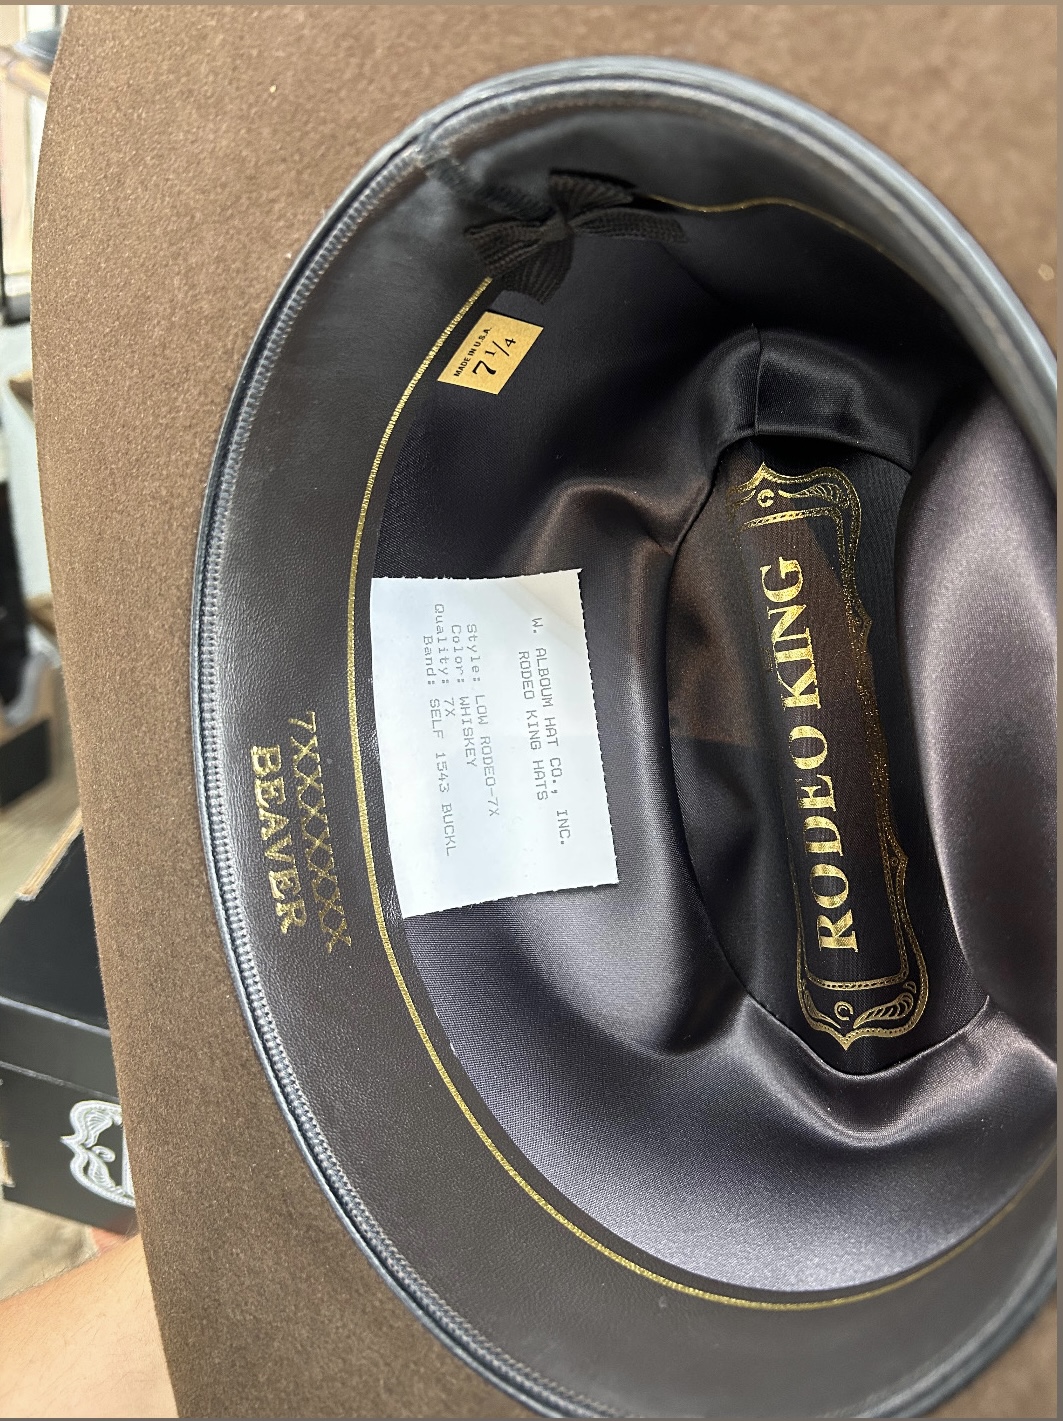 MADE IN U.S.A.
7 1/4
W. ALBOUM HAT CO., INC.
RODEO KING HATS
Style: LOW RODEO-7X
Color: WHISKEY
Quality: 7X
Band: SELF 1543 BUCKL
7XXXXXXX
BEAVER
RODEO KING